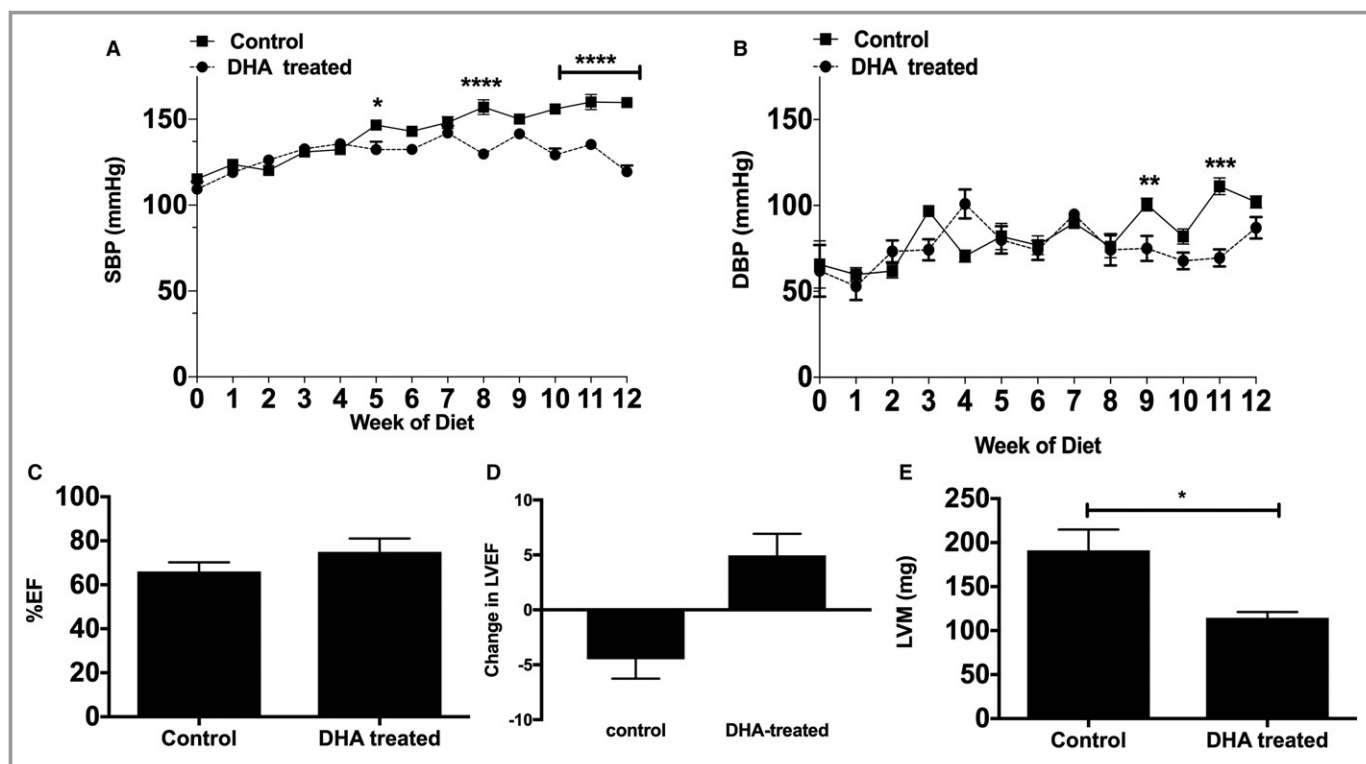 A
Control
DHA treated
*
****
****
SBP (mmHg)
150
100
50
0
0 1 2 3 4 5 6 7 8 9 10 11 12
Week of Diet
B
Control
DHA treated
**
***
DBP (mmHg)
150
100
50
0
0 1 2 3 4 5 6 7 8 9 10 11 12
Week of Diet
C
%EF
100
80
60
40
20
0
Control DHA treated
D
Change in LVEF
10
5
0
-5
-10
control DHA-treated
E
*
LVM (mg)
250
200
150
100
50
0
Control DHA treated